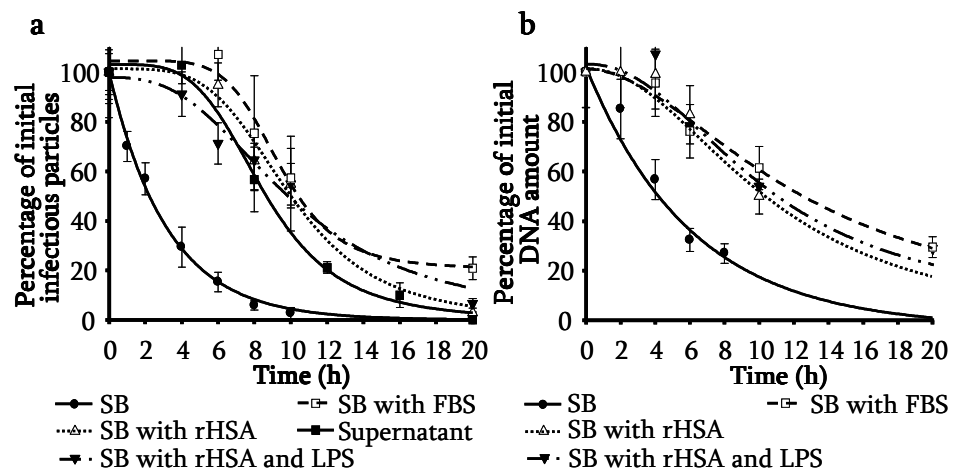 a
b
Percentage of initial
infectious particles
100
80
60
40
20
0
0 2 4 6 8 10 12 14 16 18 20
Time (h)
SB
SB with FBS
SB with rHSA
Supernatant
SB with rHSA and LPS
Percentage of initial
DNA amount
100
80
60
40
20
0
0 2 4 6 8 10 12 14 16 18 20
Time (h)
SB
SB with FBS
SB with rHSA
SB with rHSA and LPS